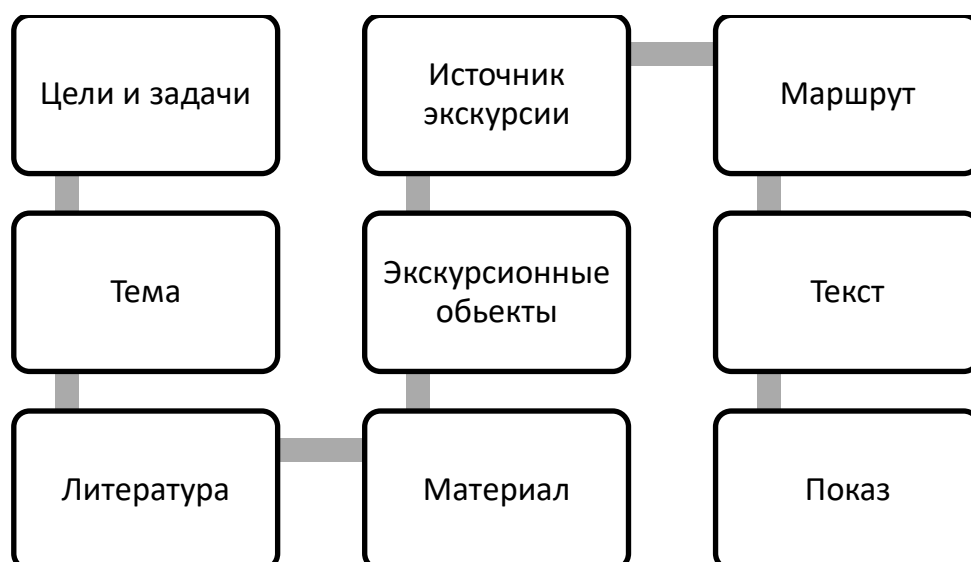 Цели и задачи
Тема
Литература
Материал
Экскурсионные
обьекты
Источник
экскурсии
Маршрут
Текст
Показ